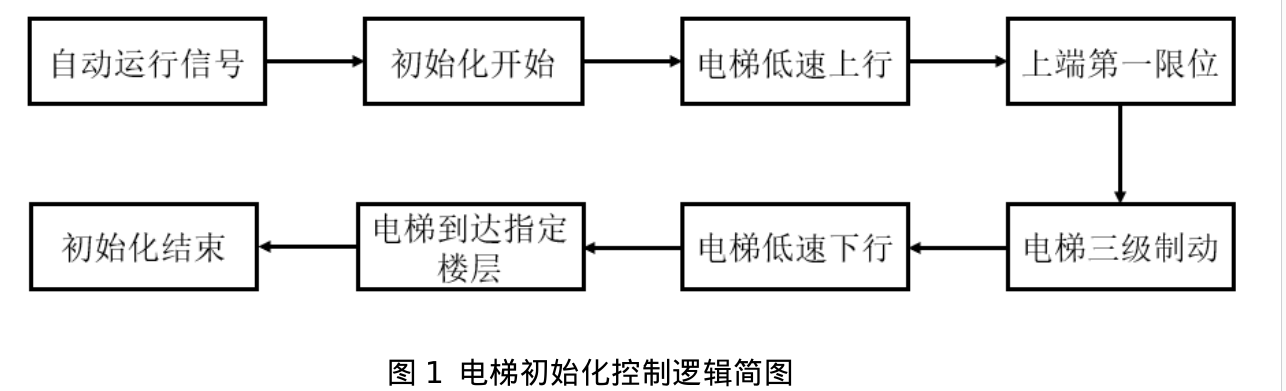 自动运行信号
初始化开始
电梯低速上行
上端第一限位
电梯三级制动
电梯低速下行
电梯到达指定
楼层
初始化结束
图 1 电梯初始化控制逻辑简图